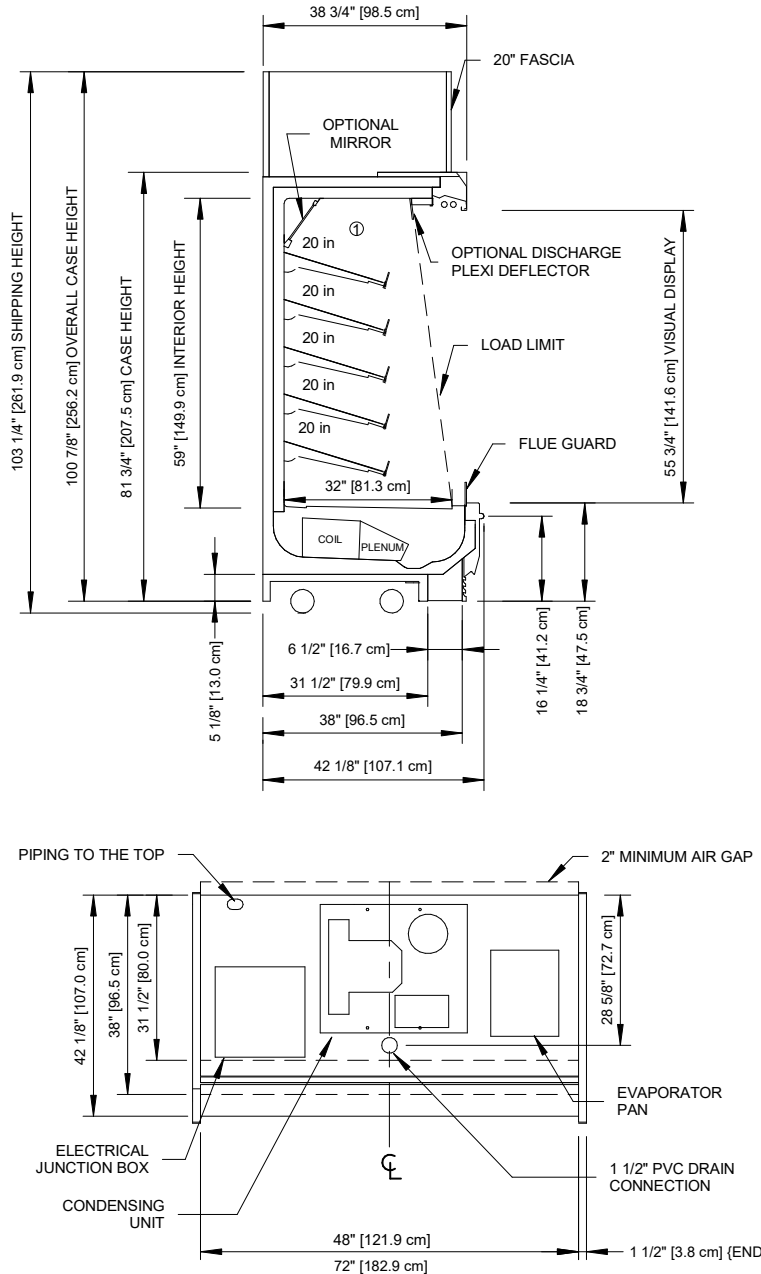 38 3/4" [98.5 cm]
20" FASCIA
OPTIONAL
MIRROR
①
20 in
OPTIONAL DISCHARGE
PLEXI DEFLECTOR
20 in
20 in
LOAD LIMIT
20 in
20 in
FLUE GUARD
32" [81.3 cm]
COIL
PLENUM
103 1/4" [261.9 cm] SHIPPING HEIGHT
100 7/8" [256.2 cm] OVERALL CASE HEIGHT
81 3/4" [207.5 cm] CASE HEIGHT
59" [149.9 cm] INTERIOR HEIGHT
55 3/4" [141.6 cm] VISUAL DISPLAY
5 1/8" [13.0 cm]
16 1/4" [41.2 cm]
18 3/4" [47.5 cm]
6 1/2" [16.7 cm]
31 1/2" [79.9 cm]
38" [96.5 cm]
42 1/8" [107.1 cm]
PIPING TO THE TOP
2" MINIMUM AIR GAP
42 1/8" [107.0 cm]
38" [96.5 cm]
31 1/2" [80.0 cm]
28 5/8" [72.7 cm]
EVAPORATOR
PAN
ELECTRICAL
JUNCTION BOX
CONDENSING
UNIT
℄
1 1/2" PVC DRAIN
CONNECTION
48" [121.9 cm]
72" [182.9 cm]
1 1/2" [3.8 cm] {END